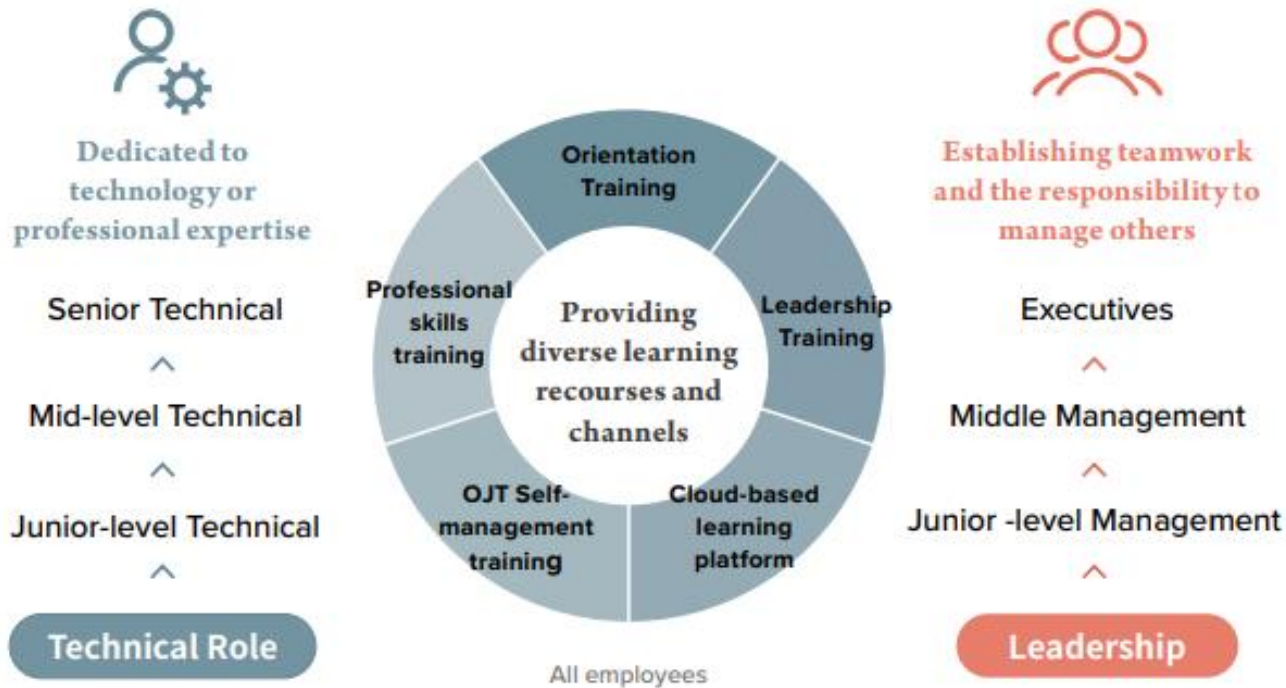 Dedicated to
technology or
professional expertise
Senior Technical
Mid-level Technical
Junior-level Technical
Technical Role
Orientation
Training
Professional
skills
training
Leadership
Training
Providing
diverse learning
recourses and
channels
OJT Self-
management
training
Cloud-based
learning
platform
All employees
Establishing teamwork
and the responsibility to
manage others
Executives
Middle Management
Junior -level Management
Leadership